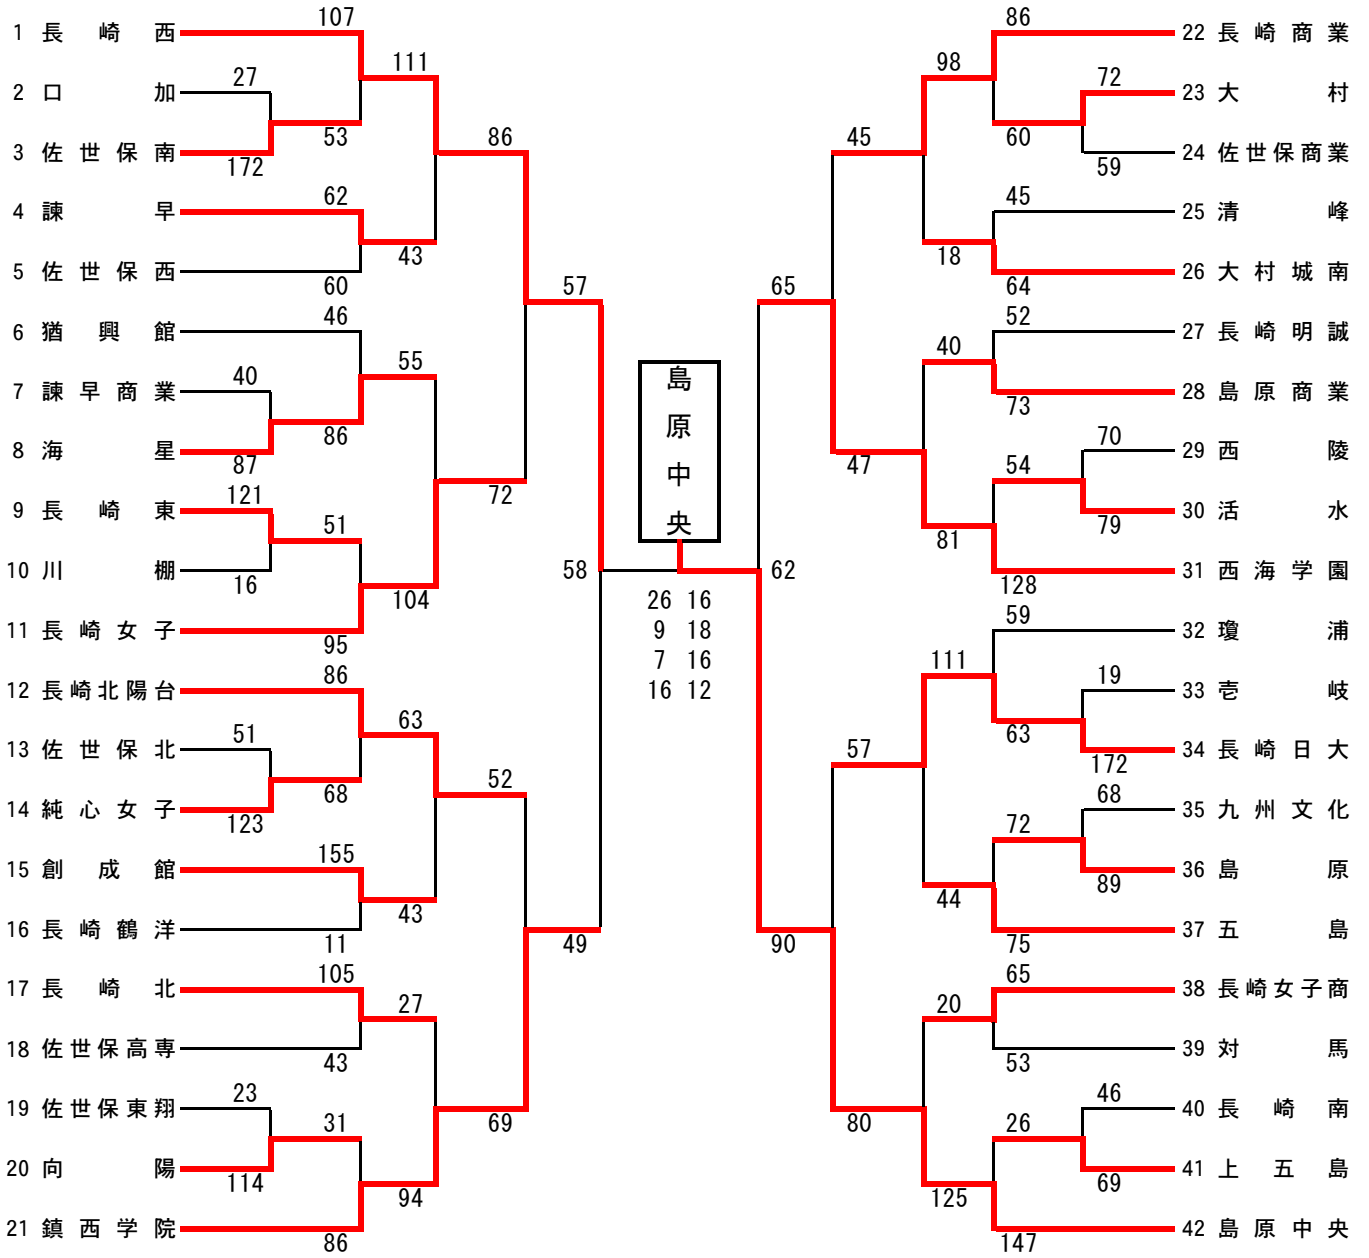 107
1 長崎西
111
27
2 口加
53
86
3 佐世保南
172
62
4 諫早
43
5 佐世保西
60
57
46
6 猶興館
55
40
7 諫早商業
86
8 海星
87
121
9 長崎東
51
72
10 川棚
16
104
11 長崎女子
95
86
12 長崎北陽台
63
51
13 佐世保北
68
52
14 純心女子
123
155
15 創成館
43
16 長崎鶴洋
11
49
105
17 長崎北
27
18 佐世保高専
43
23
19 佐世保東翔
31
69
20 向陽
114
94
21 鎮西学院
86
島原中央
58 62
26 16
9 18
7 16
16 12
86
22 長崎商業
98
72
23 大村
60
45
24 佐世保商業
59
45
25 清峰
18
26 大村城南
64
65
52
27 長崎明誠
40
28 島原商業
73
70
29 西陵
47
54
30 活水
79
81
31 西海学園
128
59
32 瓊浦
111
19
33 壱岐
63
57
34 長崎日大
172
68
35 九州文化
72
36 島原
89
44
37 五島
75
90
65
38 長崎女子商
20
39 対馬
53
46
40 長崎南
80
26
41 上五島
69
125
42 島原中央
147